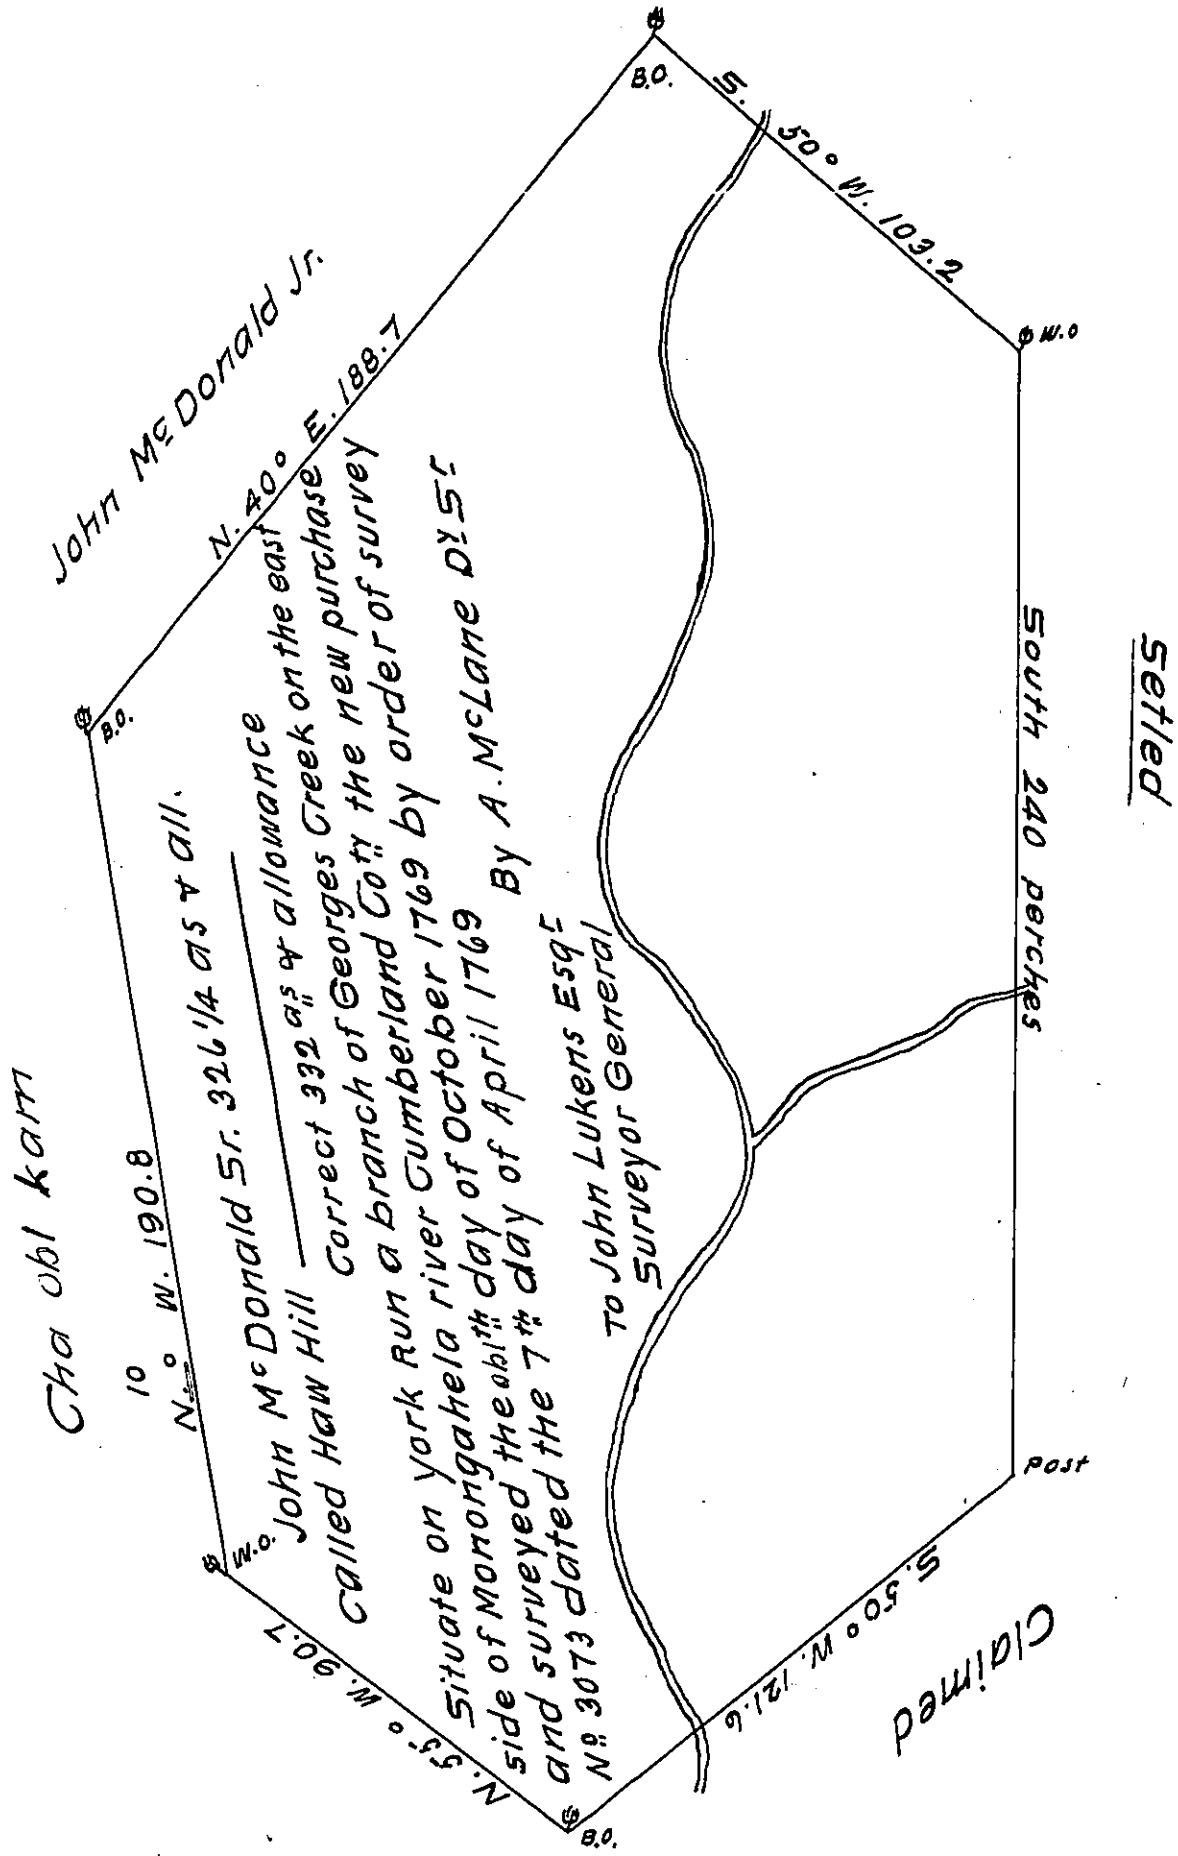 Cha obl kam
10
N. ° W. 190.8
John McDonald Jr.
N. 40° E. 188.7
B.O.
B.O.
S. 50° W. 103.2
W.O
South 240 perches
Setled
Post
S. 50° W. 121.6
Claimed
B.O.
N. 55° W. 90.7
W.O.
John McDonald Sr. 326 1/4 as & all.
Called Haw Hill Correct 332 as & allowance
Situate on york Run a branch of Georges Creek on the east
side of Monongahela river Cumberland Coty the new purchase
and surveyed the oblth day of October 1769 by order of survey
No 3073 dated the 7th day of April 1769
By A. McLane Dy Sr
To John Lukens Esqr
Surveyor General